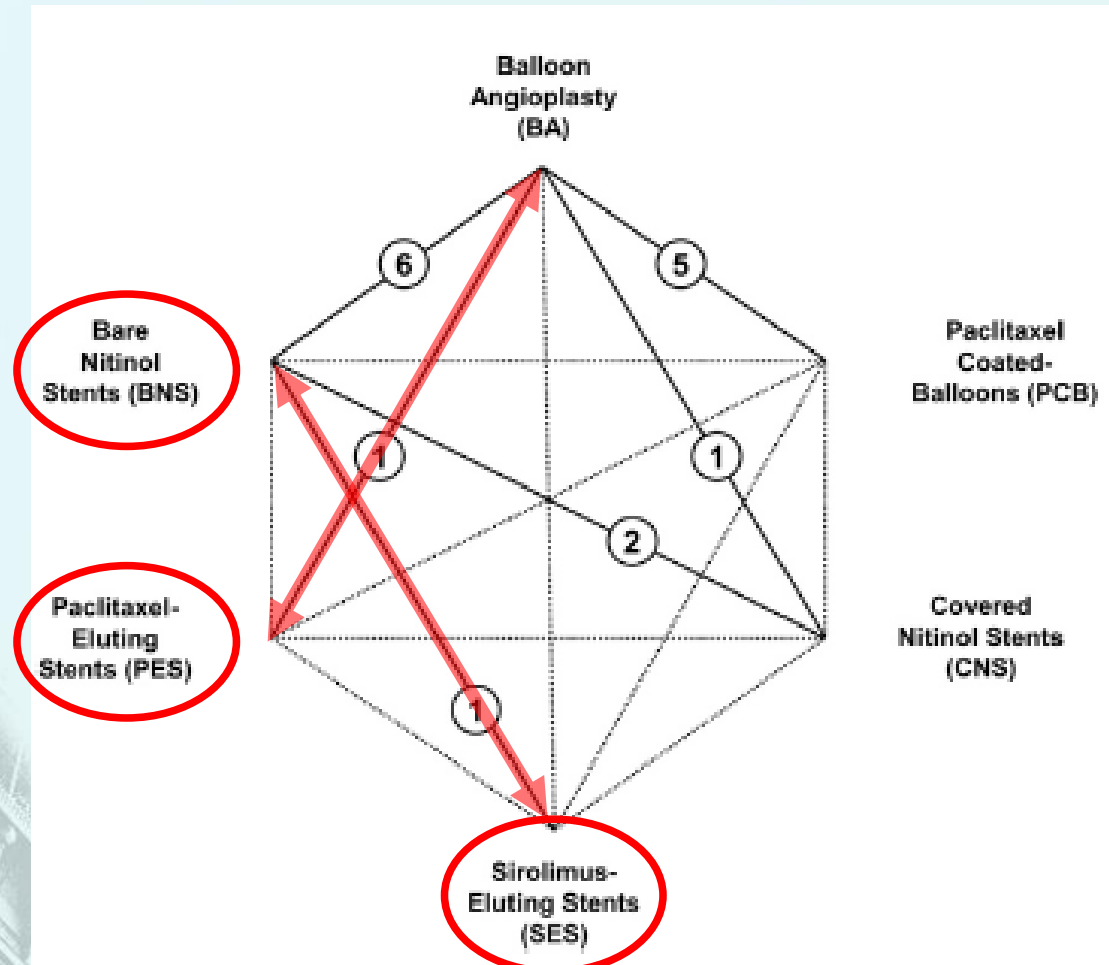 Balloon
Angioplasty
(BA)
6
5
Bare
Nitinol
Stents (BNS)
Paclitaxel
Coated-
Balloons (PCB)
1
1
2
Paclitaxel-
Eluting
Stents (PES)
Covered
Nitinol Stents
(CNS)
1
Sirolimus-
Eluting Stents
(SES)